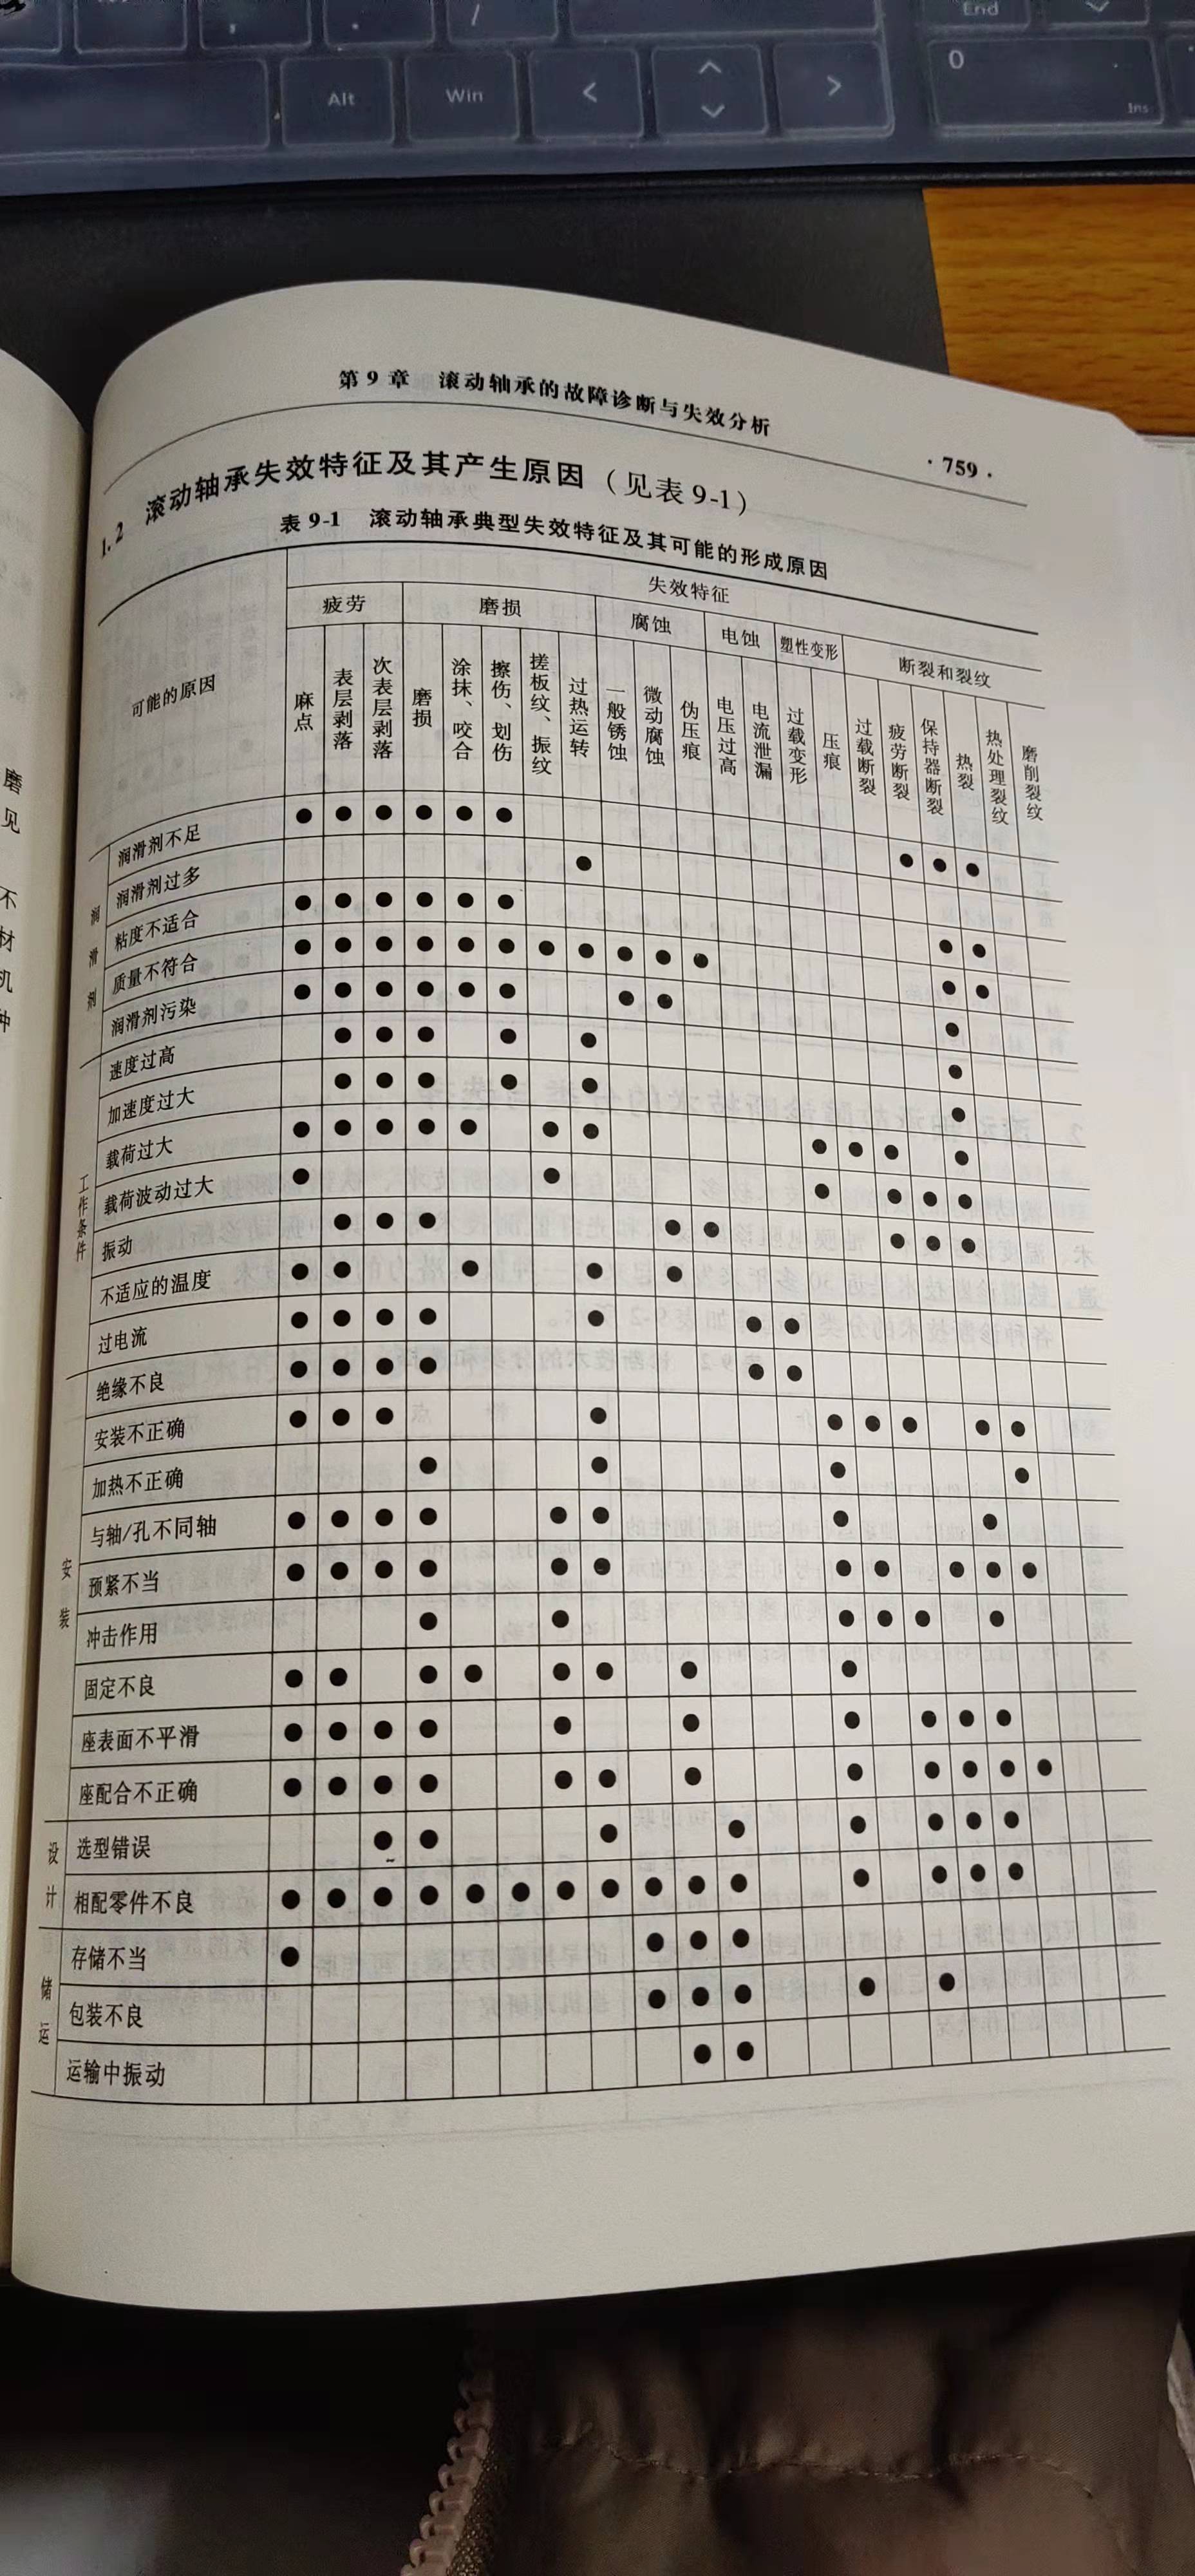 End
/
Alt
Win
<
>
0
Ins
第9章 滚动轴承的故障诊断与失效分析
·759·
1.2 滚动轴承失效特征及其产生原因(见表9-1)
表9-1 滚动轴承典型失效特征及其可能的形成原因
可能的原因
失效特征
疲劳
磨损
腐蚀
电蚀
塑性变形
断裂和裂纹
麻点
表层剥落
次表层剥落
磨损
涂抹、咬合
擦伤、划伤
搓板纹、振纹
过热运转
一般锈蚀
微动腐蚀
伪压痕
电压过高
电流泄漏
过载变形
压痕
过载断裂
疲劳断裂
保持器断裂
热裂
热处理裂纹
磨削裂纹
润滑剂
润滑剂不足 ● ● ● ● ● ● ● ● ●
润滑剂过多 ●
粘度不适合 ● ● ● ● ● ● ● ●
质量不符合 ● ● ● ● ● ● ● ● ● ● ● ● ●
润滑剂污染 ● ● ● ● ● ● ● ● ●
工作条件
速度过高 ● ● ● ● ● ●
加速度过大 ● ● ● ● ● ●
载荷过大 ● ● ● ● ● ● ● ● ● ● ●
载荷波动过大 ● ● ● ● ● ●
振动 ● ● ● ● ● ● ● ●
不适应的温度 ● ● ● ● ●
过电流 ● ● ● ● ● ● ●
绝缘不良 ● ● ● ● ● ●
安装
安装不正确 ● ● ● ● ● ● ● ● ●
加热不正确 ● ● ● ●
与轴/孔不同轴 ● ● ● ● ● ● ● ●
预紧不当 ● ● ● ● ● ● ● ● ● ● ●
冲击作用 ● ● ● ● ● ●
固定不良 ● ● ● ● ● ● ● ●
座表面不平滑 ● ● ● ● ● ● ● ● ● ●
座配合不正确 ● ● ● ● ● ● ● ● ● ● ● ●
设计
选型错误 ● ● ● ● ● ● ● ●
相配零件不良 ● ● ● ● ● ● ● ● ● ● ● ● ● ● ●
储运
存储不当 ● ● ● ●
包装不良 ● ● ● ● ●
运输中振动 ● ●
磨
见
不
材
机
种